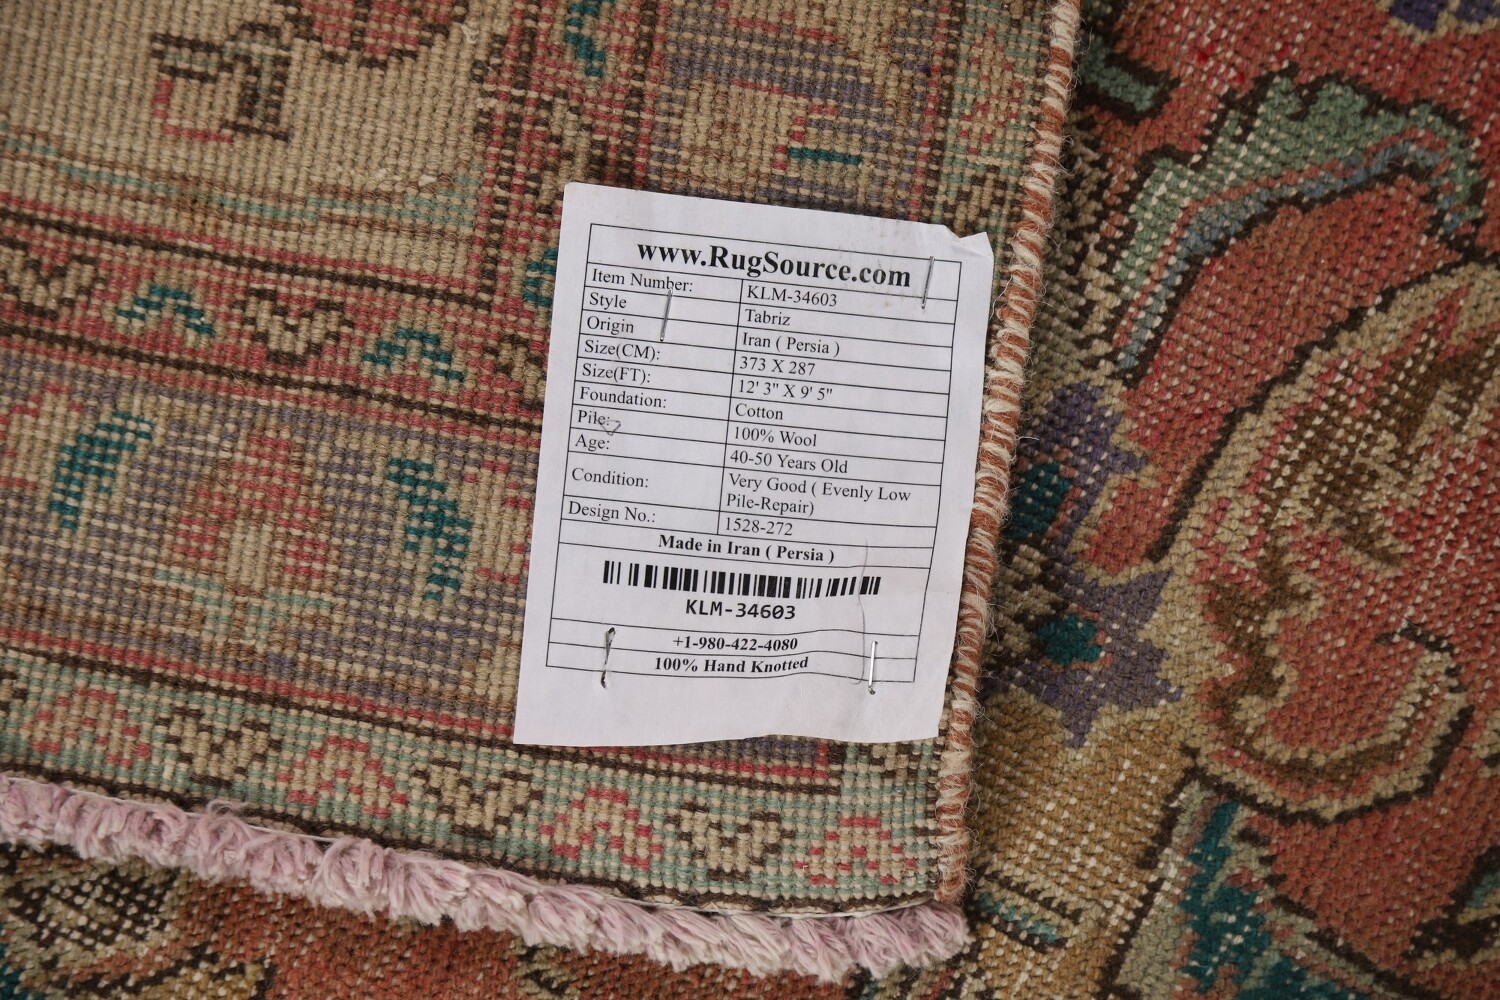 www.RugSource.com
Item Number: KLM-34603
Style Tabriz
Origin Iran ( Persia )
Size(CM): 373 X 287
Size(FT): 12' 3" X 9' 5"
Foundation: Cotton
Pile: 100% Wool
Age: 40-50 Years Old
Condition: Very Good ( Evenly Low
Pile-Repair)
Design No.: 1528-272
Made in Iran ( Persia )
KLM-34603
+1-980-422-4080
100% Hand Knotted